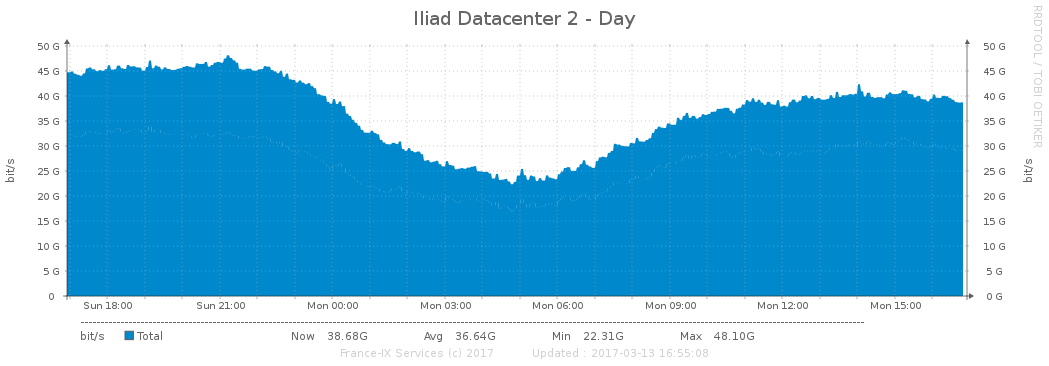 Iliad Datacenter 2 - Day
RRDTOOL / TOBI OETIKER
50 G 50 G
45 G 45 G
40 G 40 G
35 G 35 G
30 G 30 G
25 G 25 G
20 G 20 G
15 G 15 G
10 G 10 G
5 G 5 G
0 0 G
bit/s bit/s
Sun 18:00 Sun 21:00 Mon 00:00 Mon 03:00 Mon 06:00 Mon 09:00 Mon 12:00 Mon 15:00
bit/s Total Now 38.68G Avg 36.64G Min 22.31G Max 48.10G
France-IX Services (c) 2017 Updated : 2017-03-13 16:55:08